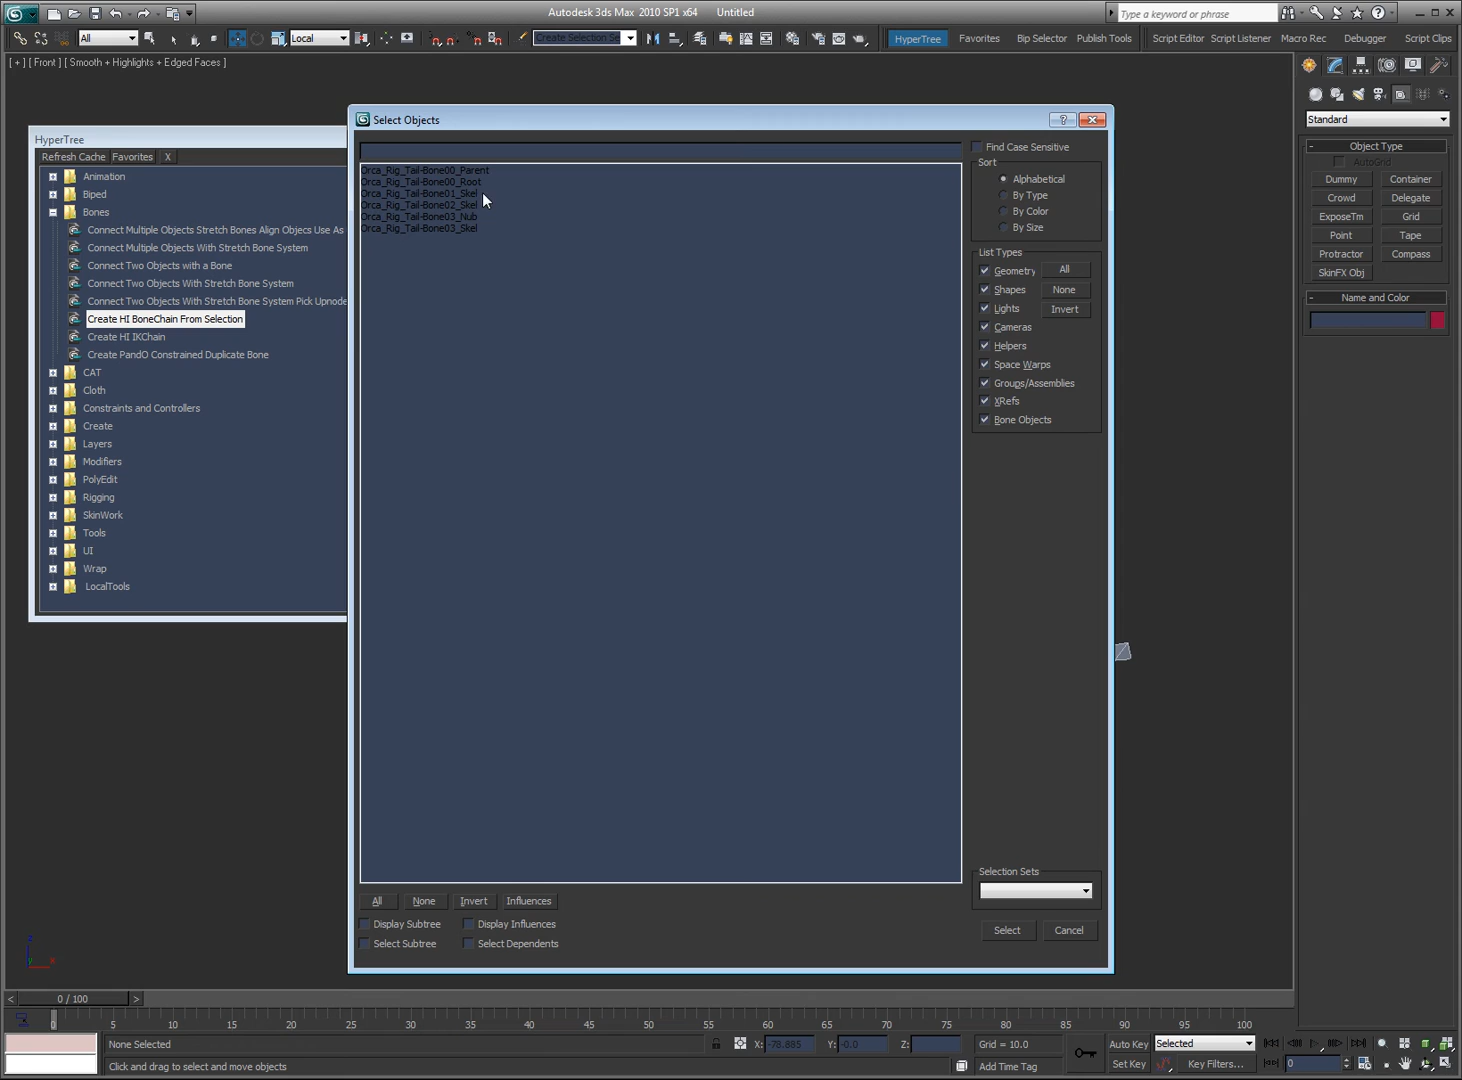 Autodesk 3ds Max 2010 SP1 x64 Untitled
Type a keyword or phrase
All
Local
Create Selection Se
HyperTree Favorites Bip Selector Publish Tools Script Editor Script Listener Macro Rec Debugger Script Clips
[ + ] [ Front ] [ Smooth + Highlights + Edged Faces ]
HyperTree
Refresh Cache Favorites X
Animation
Biped
Bones
Connect Multiple Objects Stretch Bones Align Objecs Use As
Connect Multiple Objects With Stretch Bone System
Connect Two Objects with a Bone
Connect Two Objects With Stretch Bone System
Connect Two Objects With Stretch Bone System Pick Upnode
Create HI BoneChain From Selection
Create HI IKChain
Create PandO Constrained Duplicate Bone
CAT
Cloth
Constraints and Controllers
Create
Layers
Modifiers
PolyEdit
Rigging
SkinWork
Tools
UI
Wrap
LocalTools
Select Objects
Orca_Rig_Tail-Bone00_Parent
Orca_Rig_Tail-Bone00_Root
Orca_Rig_Tail-Bone01_Skel
Orca_Rig_Tail-Bone02_Skel
Orca_Rig_Tail-Bone03_Nub
Orca_Rig_Tail-Bone03_Skel
Find Case Sensitive
Sort
Alphabetical
By Type
By Color
By Size
List Types
Geometry All
Shapes None
Lights Invert
Cameras
Helpers
Space Warps
Groups/Assemblies
XRefs
Bone Objects
Selection Sets
All None Invert Influences
Display Subtree Display Influences
Select Subtree Select Dependents
Select Cancel
Standard
- Object Type
AutoGrid
Dummy Container
Crowd Delegate
ExposeTm Grid
Point Tape
Protractor Compass
SkinFX Obj
- Name and Color
z
y x
< 0 / 100 >
0 5 10 15 20 25 30 35 40 45 50 55 60 65 70 75 80 85 90 95 100
None Selected X: -78.885 Y: -0.0 Z: Grid = 10.0 Auto Key Selected
Click and drag to select and move objects Add Time Tag Set Key Key Filters... 0